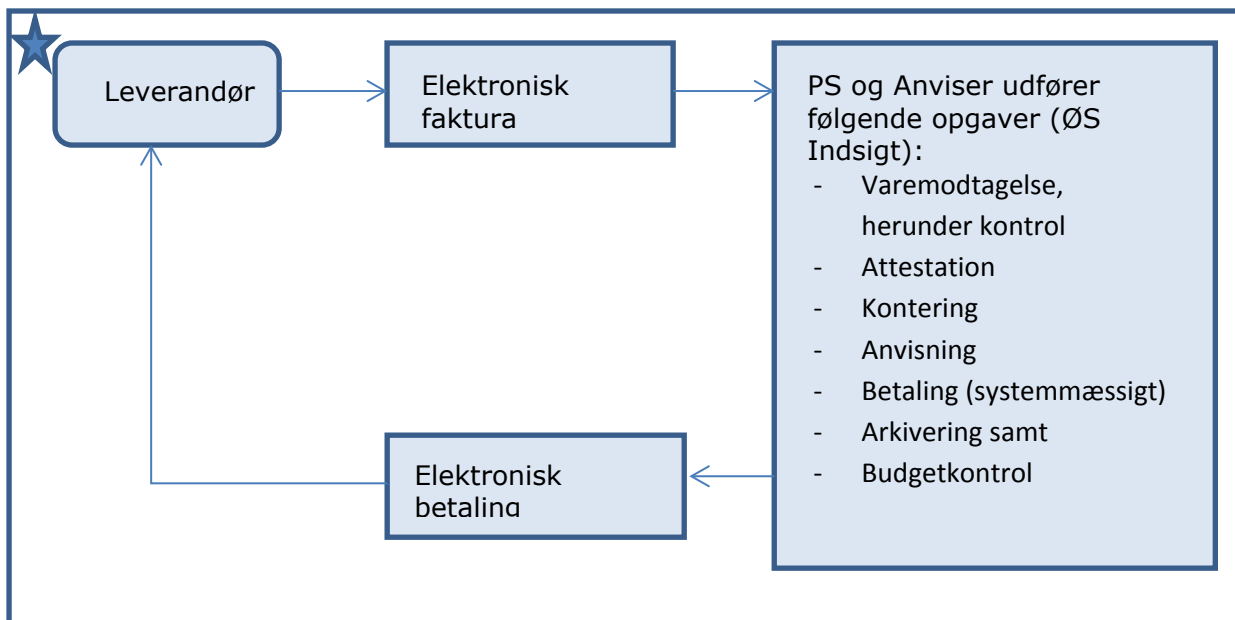 Leverandør
Elektronisk
faktura
PS og Anviser udfører
følgende opgaver (ØS
Indsigt):
- Varemodtagelse,
herunder kontrol
- Attestation
- Kontering
- Anvisning
- Betaling (systemmæssigt)
- Arkivering samt
- Budgetkontrol
Elektronisk
betaling